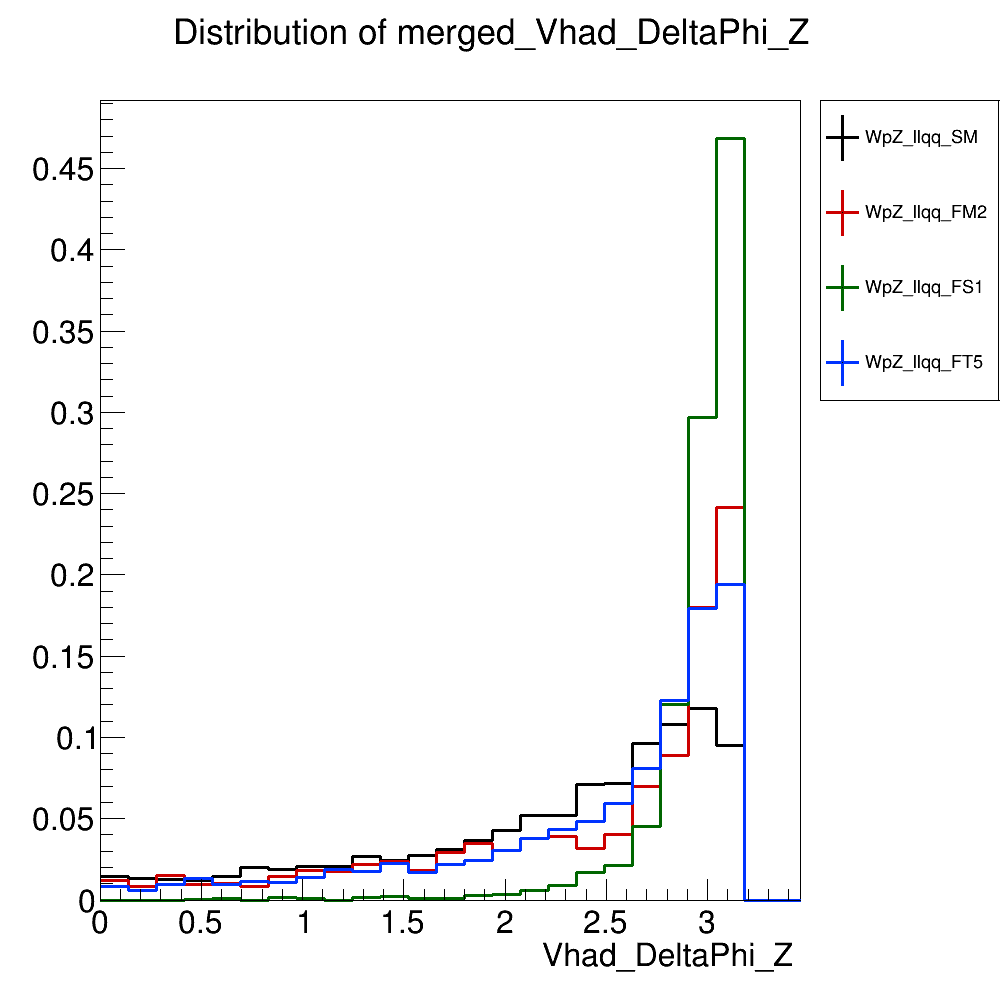 Distribution of merged_Vhad_DeltaPhi_Z
WpZ_llqq_SM
WpZ_llqq_FM2
WpZ_llqq_FS1
WpZ_llqq_FT5
0.45
0.4
0.35
0.3
0.25
0.2
0.15
0.1
0.05
0
0 0.5 1 1.5 2 2.5 3
Vhad_DeltaPhi_Z